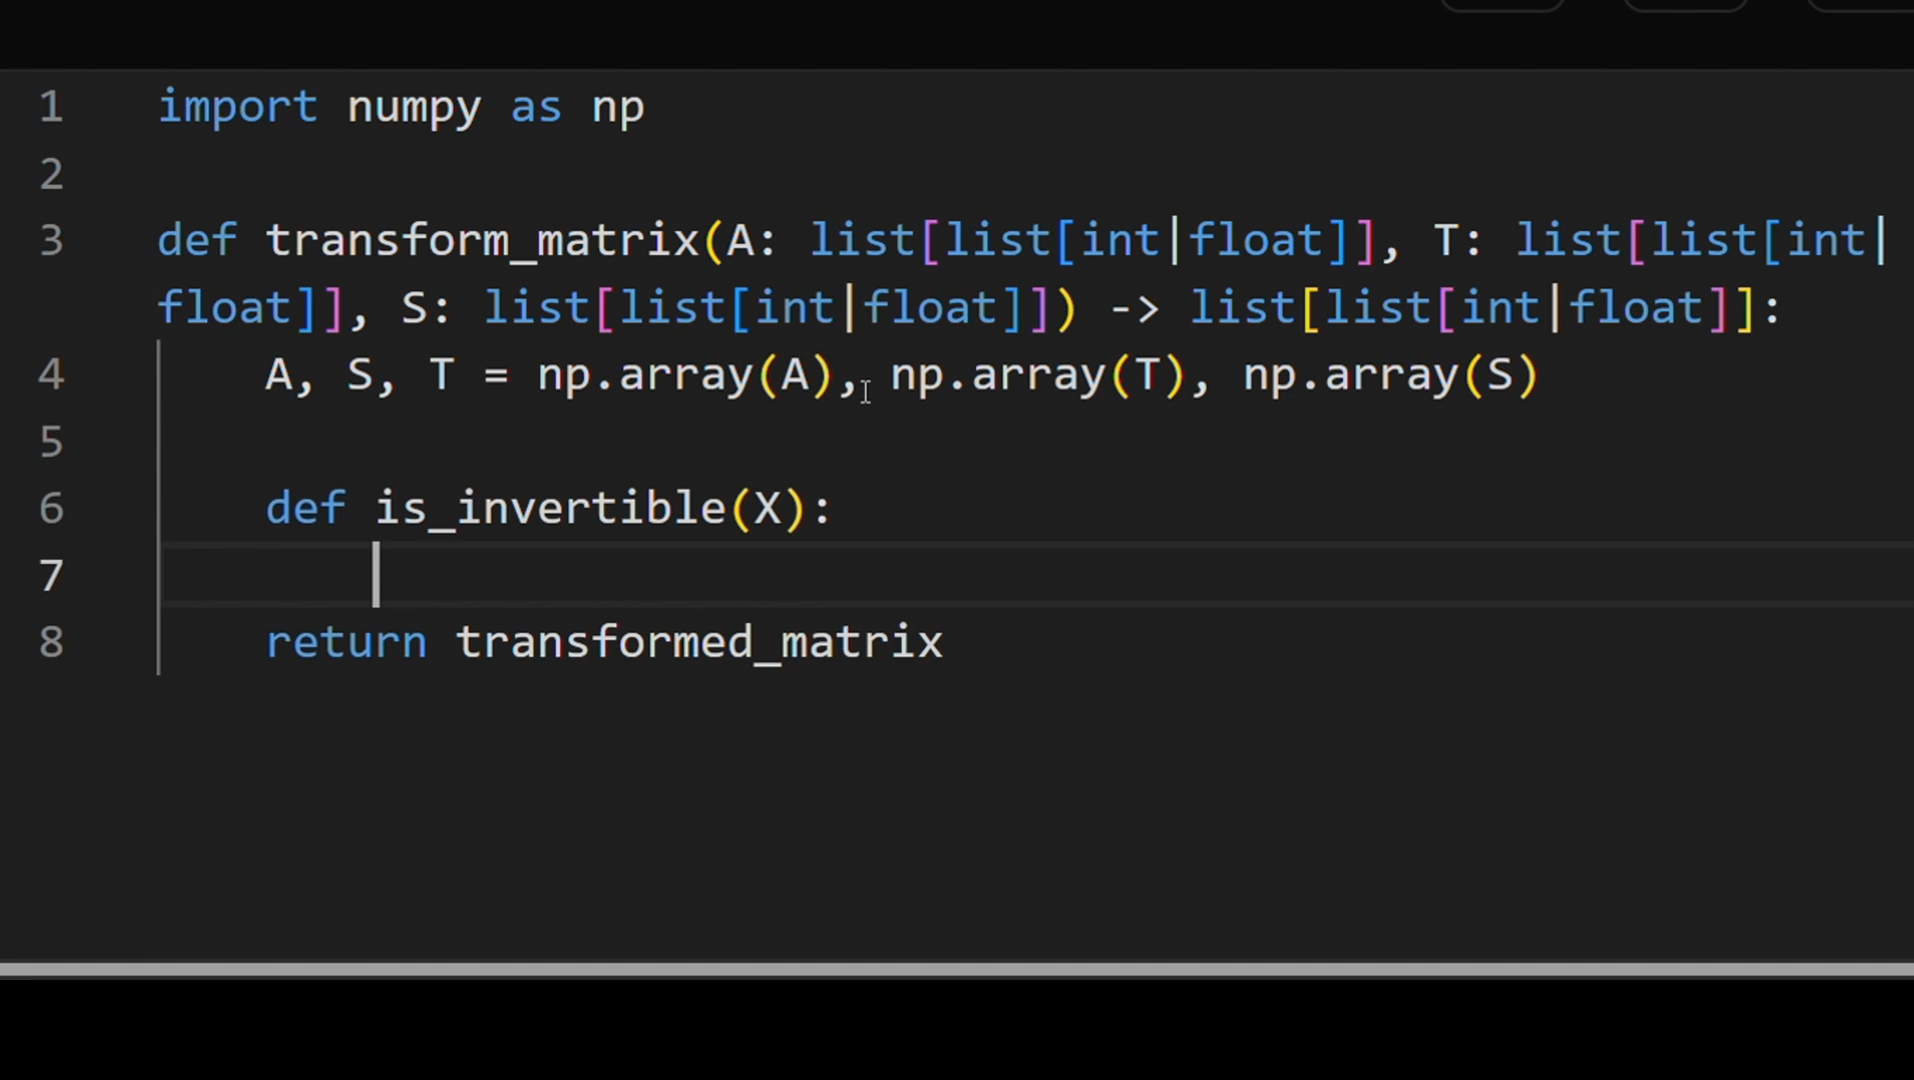 1 import numpy as np
2
3 def transform_matrix(A: list[list[int|float]], T: list[list[int|
float]], S: list[list[int|float]]) -> list[list[int|float]]:
4 A, S, T = np.array(A), np.array(T), np.array(S)
5
6 def is_invertible(X):
7
8 return transformed_matrix